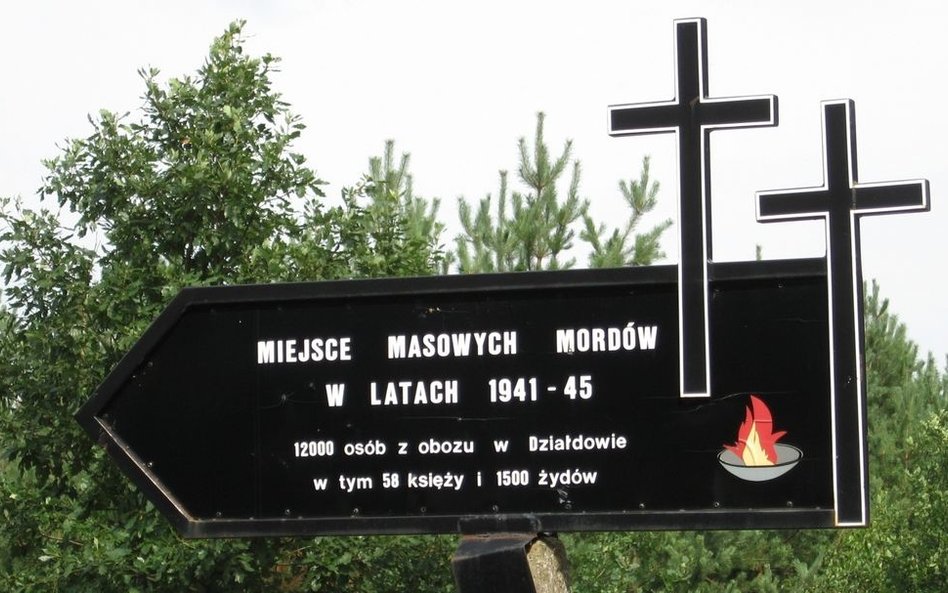 MIEJSCE MASOWYCH MORDÓW
W LATACH 1941-45
12000 osób z obozu w Działdowie
w tym 58 księży i 1500 żydów